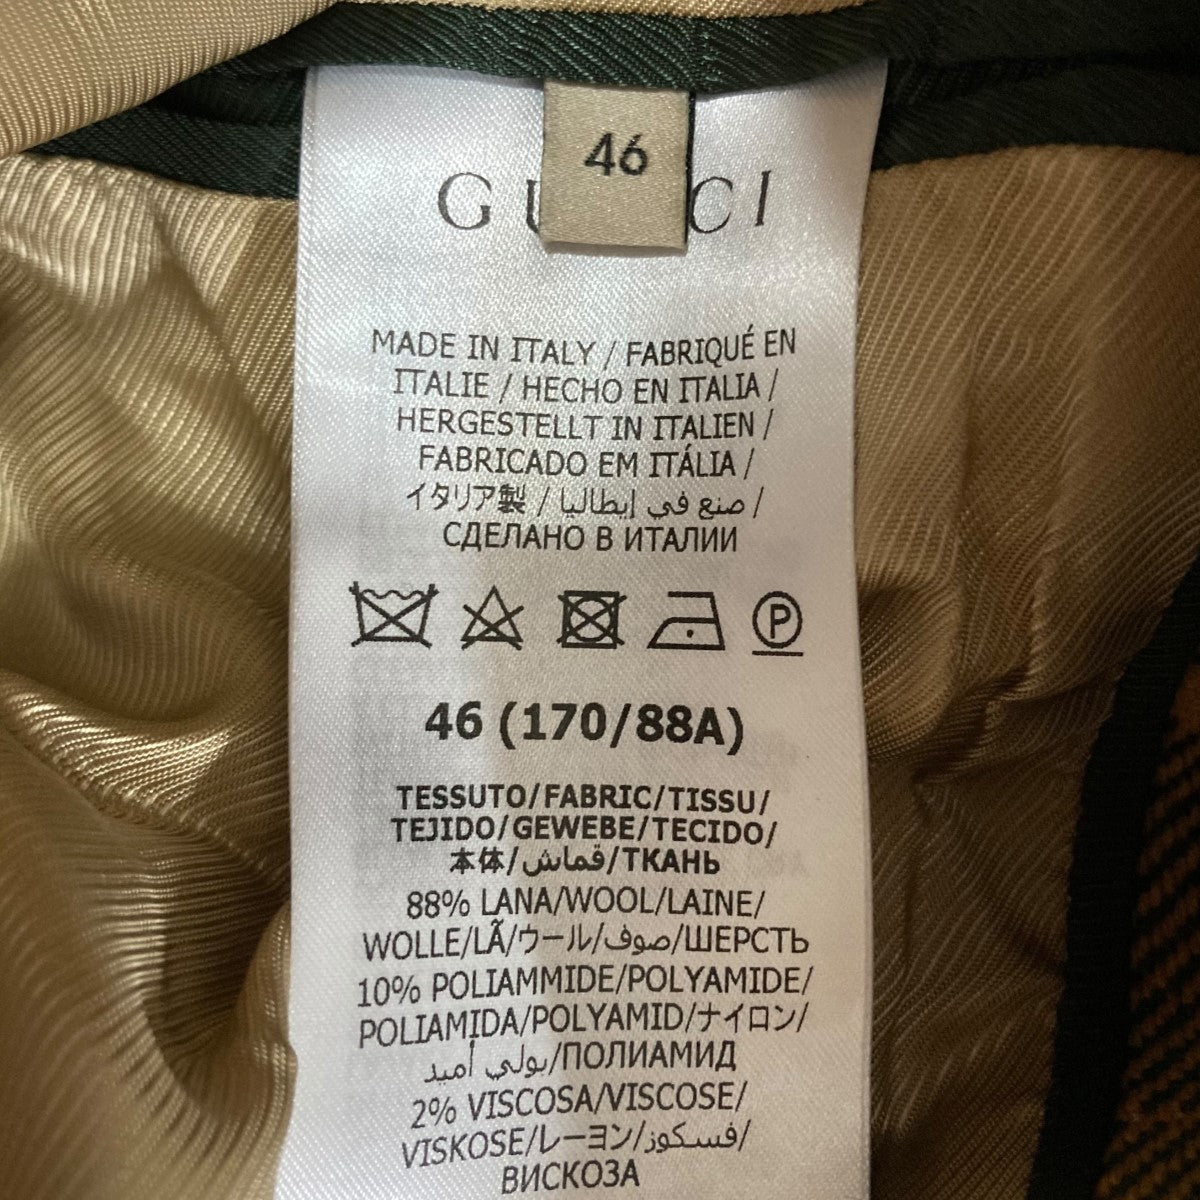 46
GUCCI
MADE IN ITALY / FABRIQUÉ EN
ITALIE / HECHO EN ITALIA /
HERGESTELLT IN ITALIEN /
FABRICADO EM ITÁLIA /
イタリア製 / صنع في إيطاليا /
СДЕЛАНО В ИТАЛИИ
P
46 (170/88A)
TESSUTO/FABRIC/TISSU/
TEJIDO/GEWEBE/TECIDO/
本体/قماش/ТКАНЬ
88% LANA/WOOL/LAINE/
WOLLE/LÃ/ウール/صوف/ШЕРСТЬ
10% POLIAMMIDE/POLYAMIDE/
POLIAMIDA/POLYAMID/ナイロン/
بولي أميد/ПОЛИАМИД
2% VISCOSA/VISCOSE/
VISKOSE/レーヨン/فسكوز/
ВИСКОЗА